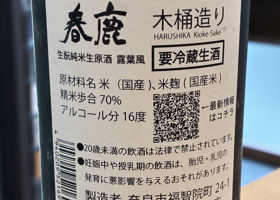 春鹿
木桶造り
HARUSHIKA Kioke-Sake
生酛純米生原酒 露葉風
要冷蔵生酒
原材料名 米（国産）、米麹（国産米）
精米歩合 70%
アルコール分 16度
最新情報はコチラ
●20歳未満の飲酒は法律で禁止されています。
●妊娠中や授乳期の飲酒は、胎児・乳児の
発育に悪影響を与えるおそれがあります。
製造者 奈良市福智院町24-1